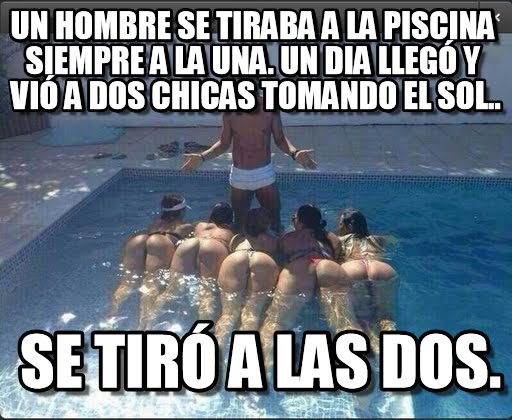 UN HOMBRE SE TIRABA A LA PISCINA
SIEMPRE A LA UNA. UN DIA LLEGÓ Y
VIÓ A DOS CHICAS TOMANDO EL SOL..
SE TIRÓ A LAS DOS.